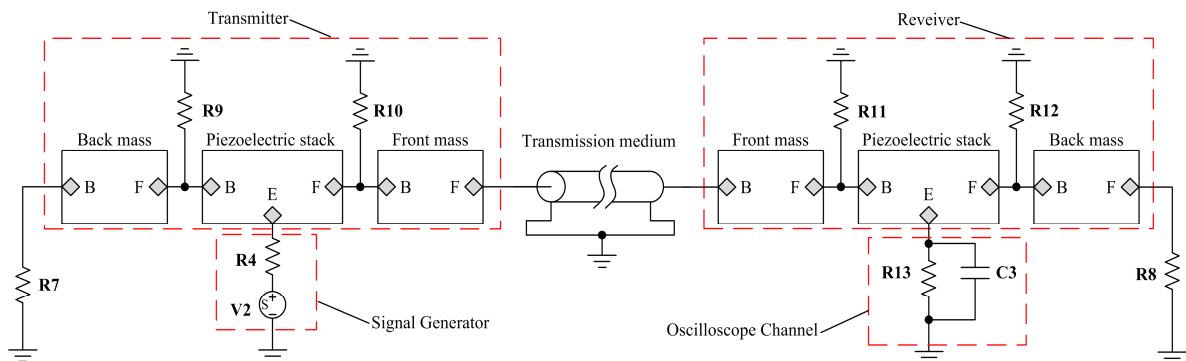 Transmitter
Reveiver
R9
R10
R11
R12
Back mass
Piezoelectric stack
Front mass
Transmission medium
Front mass
Piezoelectric stack
Back mass
B
F
B
F
B
F
B
F
B
F
B
F
E
E
R7
R4
V2
S
+
−
Signal Generator
R13
C3
R8
Oscilloscope Channel